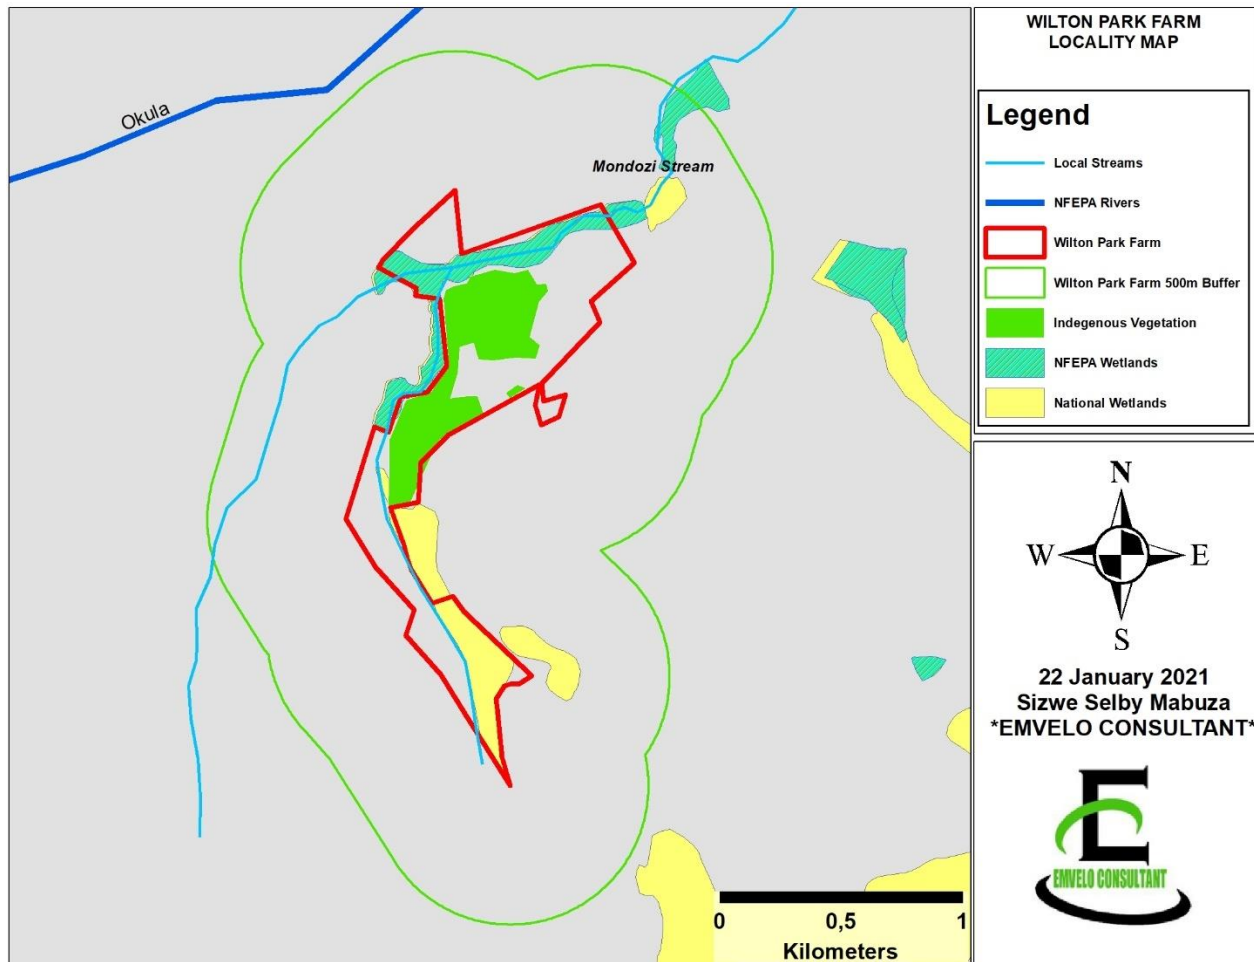 Okula
Mondozi Stream
0 0,5 1
Kilometers
WILTON PARK FARM
LOCALITY MAP
Legend
Local Streams
NFEPA Rivers
Wilton Park Farm
Wilton Park Farm 500m Buffer
Indegenous Vegetation
NFEPA Wetlands
National Wetlands
N
W E
S
22 January 2021
Sizwe Selby Mabuza
*EMVELO CONSULTANT*
E
EMVELO CONSULTANT